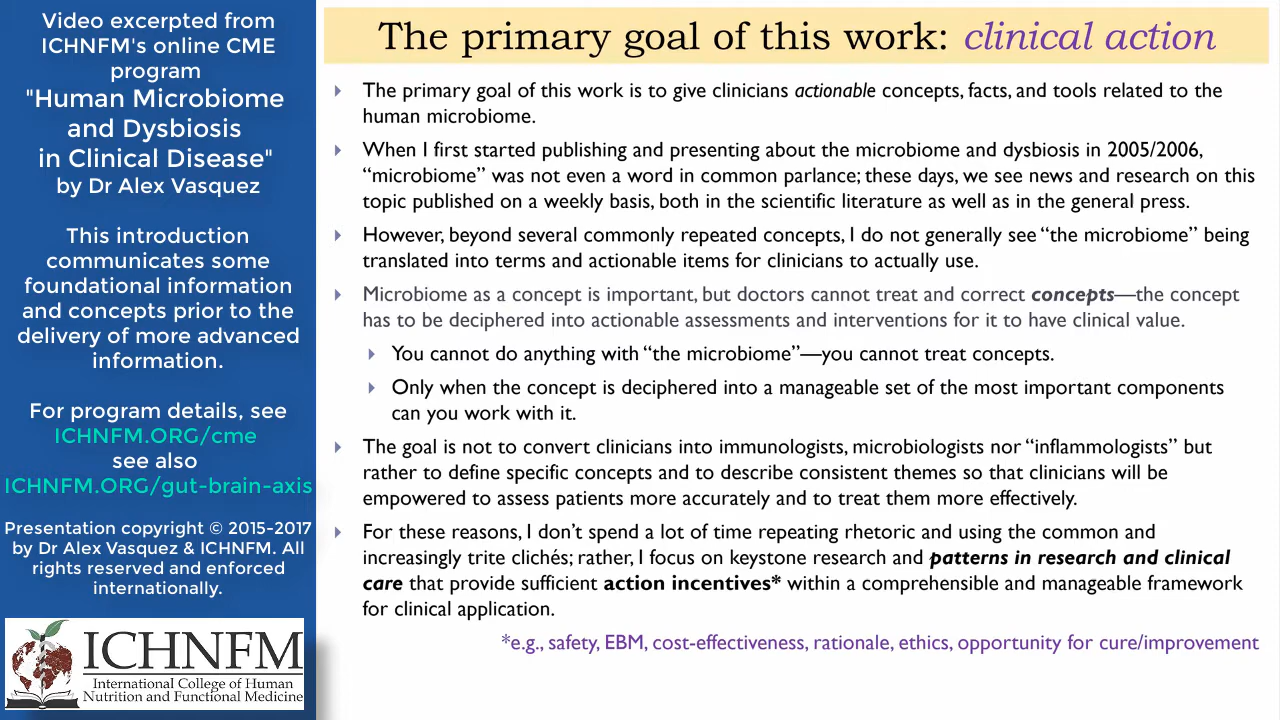 Video excerpted from
ICHNFM's online CME
program
"Human Microbiome
and Dysbiosis
in Clinical Disease"
by Dr Alex Vasquez
This introduction
communicates some
foundational information
and concepts prior to the
delivery of more advanced
information.
For program details, see
ICHNFM.ORG/cme
see also
ICHNFM.ORG/gut-brain-axis
Presentation copyright © 2015-2017
by Dr Alex Vasquez & ICHNFM. All
rights reserved and enforced
internationally.
ICHNFM
International College of Human
Nutrition and Functional Medicine
The primary goal of this work: clinical action
The primary goal of this work is to give clinicians actionable concepts, facts, and tools related to the
human microbiome.
When I first started publishing and presenting about the microbiome and dysbiosis in 2005/2006,
“microbiome” was not even a word in common parlance; these days, we see news and research on this
topic published on a weekly basis, both in the scientific literature as well as in the general press.
However, beyond several commonly repeated concepts, I do not generally see “the microbiome” being
translated into terms and actionable items for clinicians to actually use.
Microbiome as a concept is important, but doctors cannot treat and correct concepts—the concept
has to be deciphered into actionable assessments and interventions for it to have clinical value.
You cannot do anything with “the microbiome”—you cannot treat concepts.
Only when the concept is deciphered into a manageable set of the most important components
can you work with it.
The goal is not to convert clinicians into immunologists, microbiologists nor “inflammologists” but
rather to define specific concepts and to describe consistent themes so that clinicians will be
empowered to assess patients more accurately and to treat them more effectively.
For these reasons, I don’t spend a lot of time repeating rhetoric and using the common and
increasingly trite clichés; rather, I focus on keystone research and patterns in research and clinical
care that provide sufficient action incentives* within a comprehensible and manageable framework
for clinical application.
*e.g., safety, EBM, cost-effectiveness, rationale, ethics, opportunity for cure/improvement